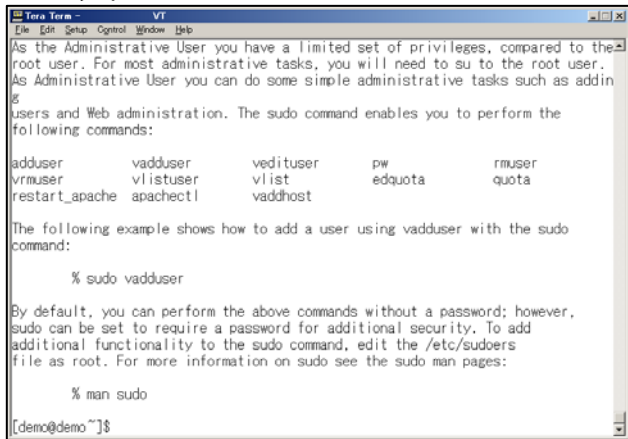 Tera Term - VT
File Edit Setup Control Window Help
As the Administrative User you have a limited set of privileges, compared to the
root user. For most administrative tasks, you will need to su to the root user.
As Administrative User you can do some simple administrative tasks such as addin
g
users and Web administration. The sudo command enables you to perform the
following commands:
adduser vadduser vedituser pw rmuser
vrmuser vlistuser vlist edquota quota
restart_apache apachectl vaddhost
The following example shows how to add a user using vadduser with the sudo
command:
% sudo vadduser
By default, you can perform the above commands without a password; however,
sudo can be set to require a password for additional security. To add
additional functionality to the sudo command, edit the /etc/sudoers
file as root. For more information on sudo see the sudo man pages:
% man sudo
[demo@demo~]$